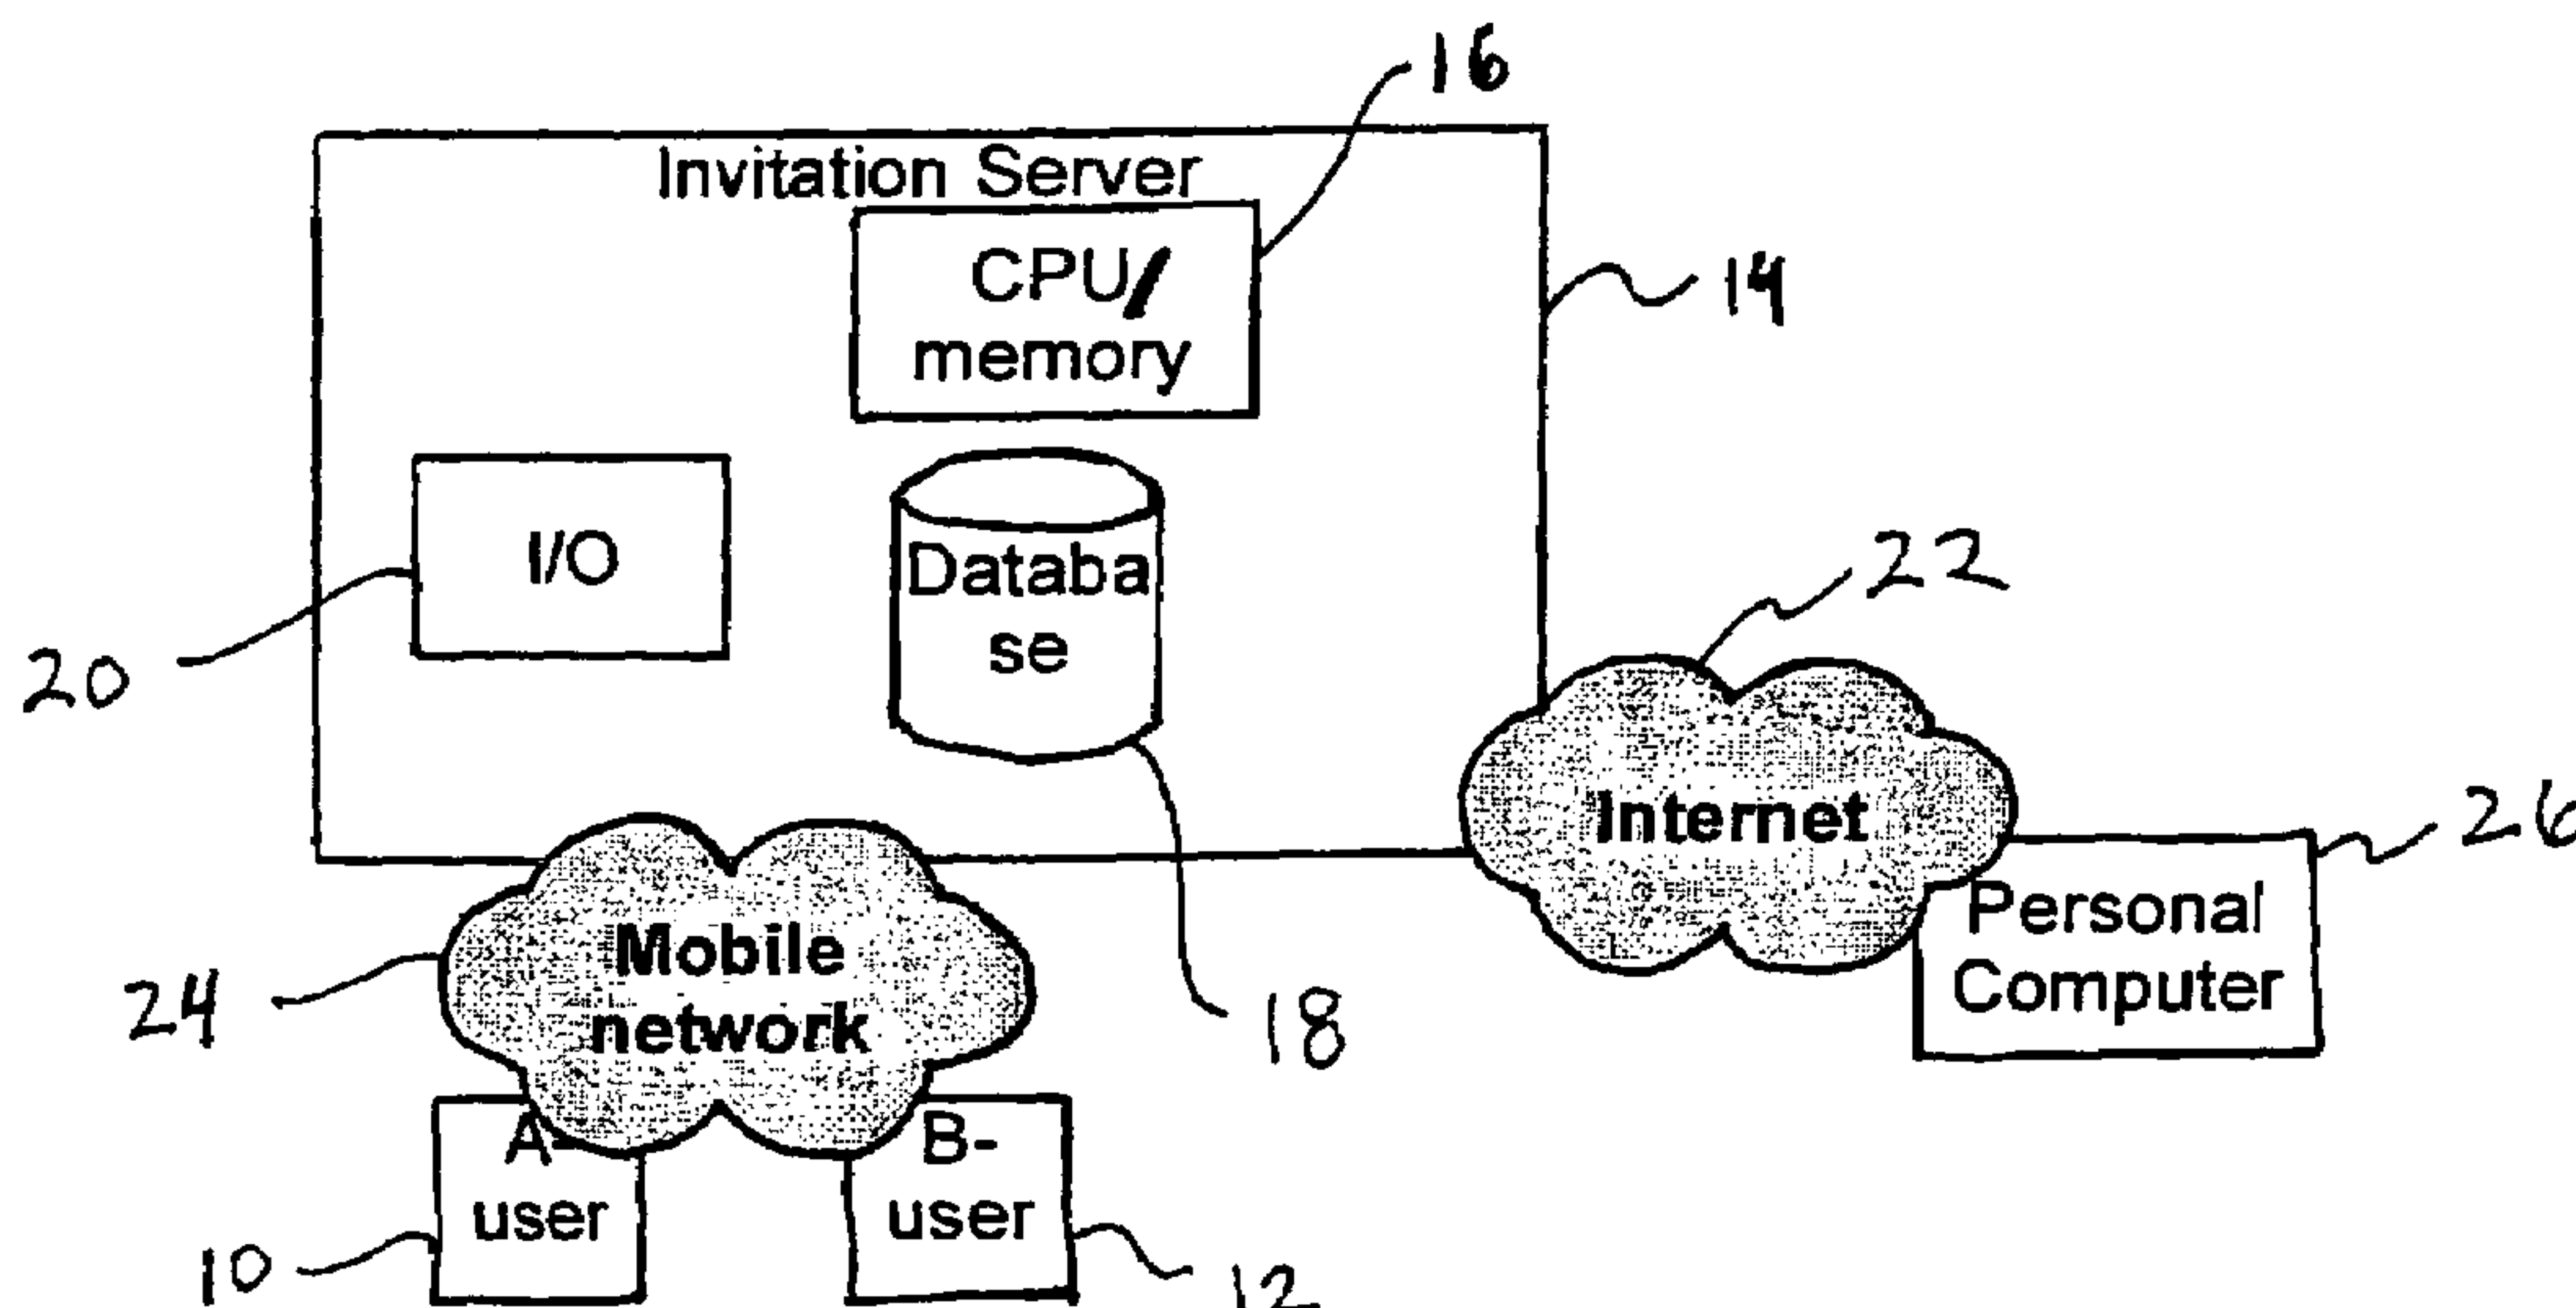 16
Invitation Server
CPU/
memory
14
I/O
Databa
se
22
20
Internet
26
Personal
Computer
Mobile
network
24
18
A-
user
B-
user
10
12